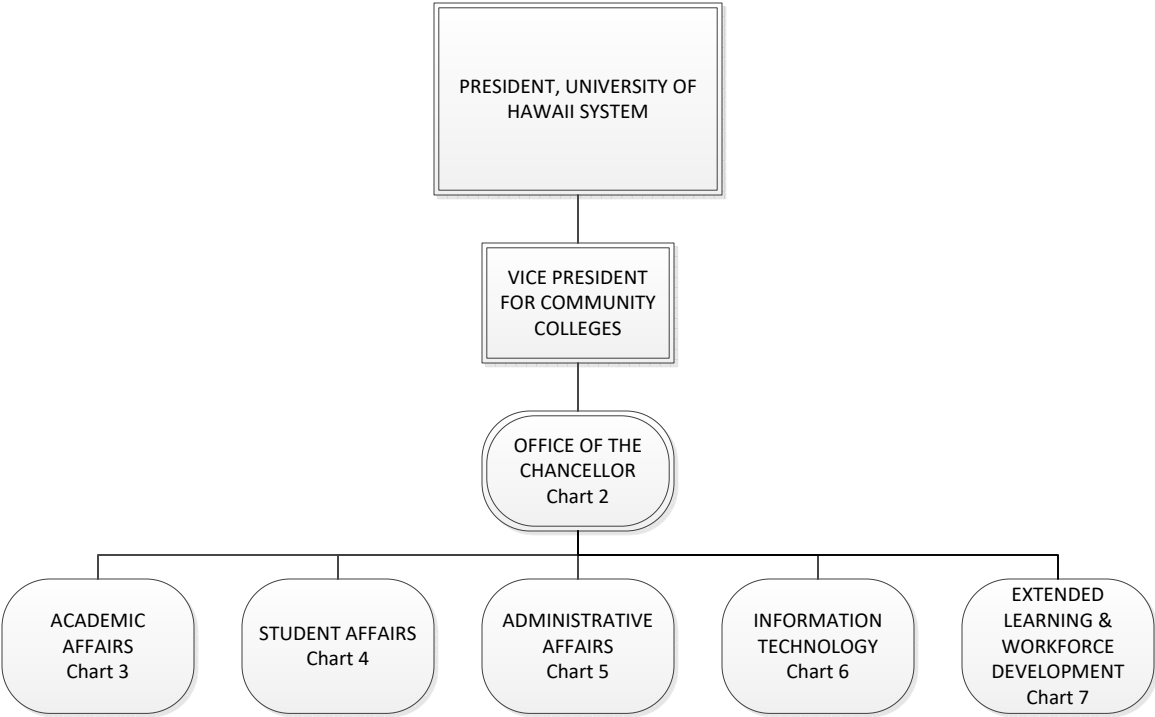 PRESIDENT, UNIVERSITY OF
HAWAII SYSTEM
VICE PRESIDENT
FOR COMMUNITY
COLLEGES
OFFICE OF THE
CHANCELLOR
Chart 2
ACADEMIC
AFFAIRS
Chart 3
STUDENT AFFAIRS
Chart 4
ADMINISTRATIVE
AFFAIRS
Chart 5
INFORMATION
TECHNOLOGY
Chart 6
EXTENDED
LEARNING &
WORKFORCE
DEVELOPMENT
Chart 7